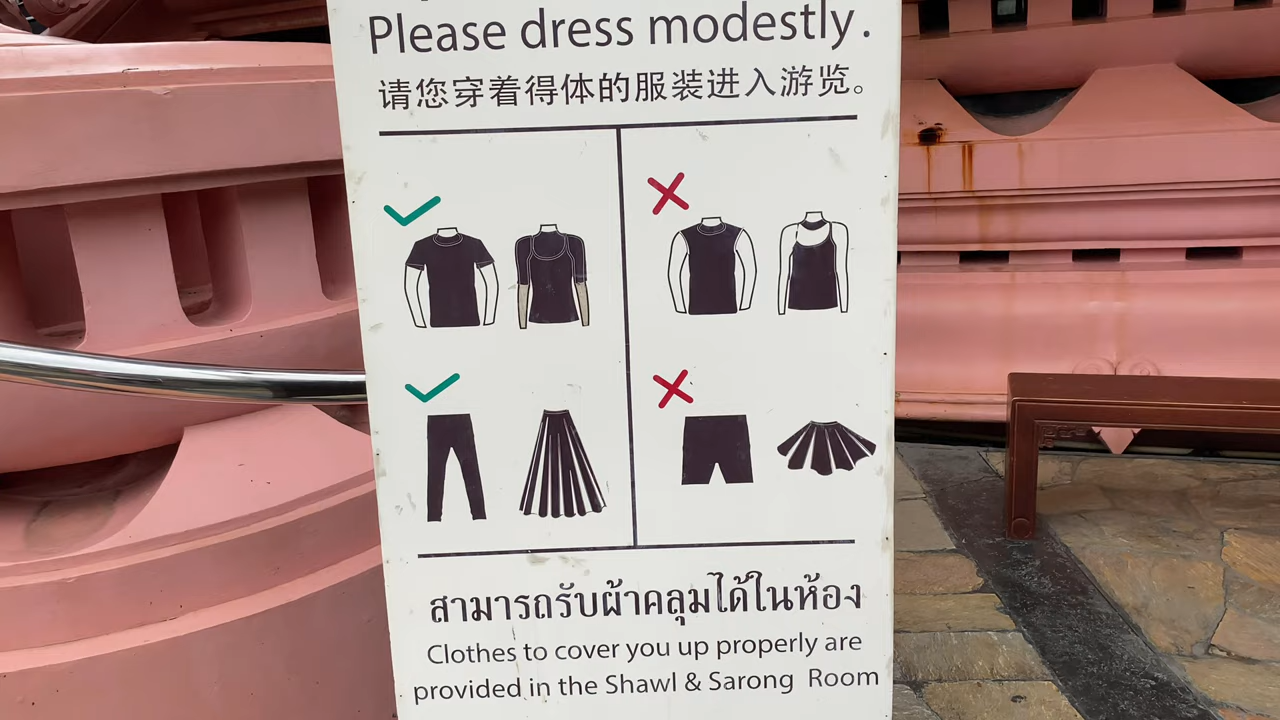 Please dress modestly.
请您穿着得体的服装进入游览。
สามารถรับผ้าคลุมได้ในห้อง
Clothes to cover you up properly are
provided in the Shawl & Sarong Room